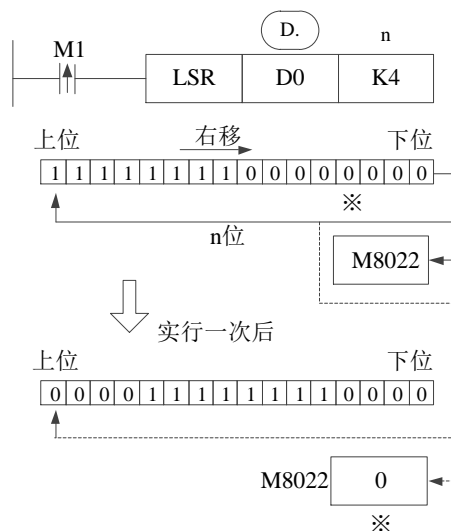 D.
n
M1
LSR D0 K4
上位 右移 下位
1 1 1 1 1 1 1 1 0 0 0 0 0 0 0 0
※
n位
M8022
实行一次后
上位 下位
0 0 0 0 1 1 1 1 1 1 1 1 0 0 0 0
M8022 0
※